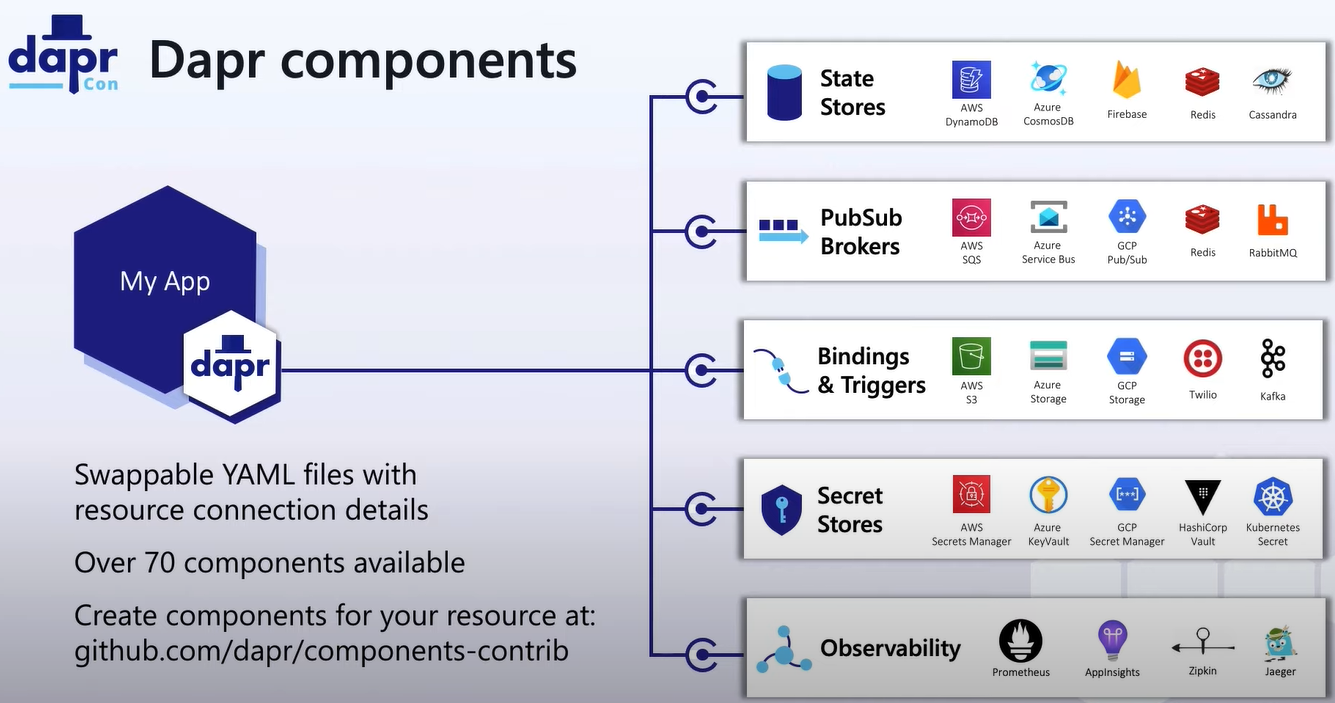 dapr
Con
Dapr components
My App
dapr
Swappable YAML files with
resource connection details
Over 70 components available
Create components for your resource at:
github.com/dapr/components-contrib
State
Stores
AWS
DynamoDB
Azure
CosmosDB
Firebase
Redis
Cassandra
PubSub
Brokers
AWS
SQS
Azure
Service Bus
GCP
Pub/Sub
Redis
RabbitMQ
Bindings
& Triggers
AWS
S3
Azure
Storage
GCP
Storage
Twilio
Kafka
Secret
Stores
AWS
Secrets Manager
Azure
KeyVault
GCP
Secret Manager
HashiCorp
Vault
Kubernetes
Secret
Observability
Prometheus
AppInsights
Zipkin
Jaeger